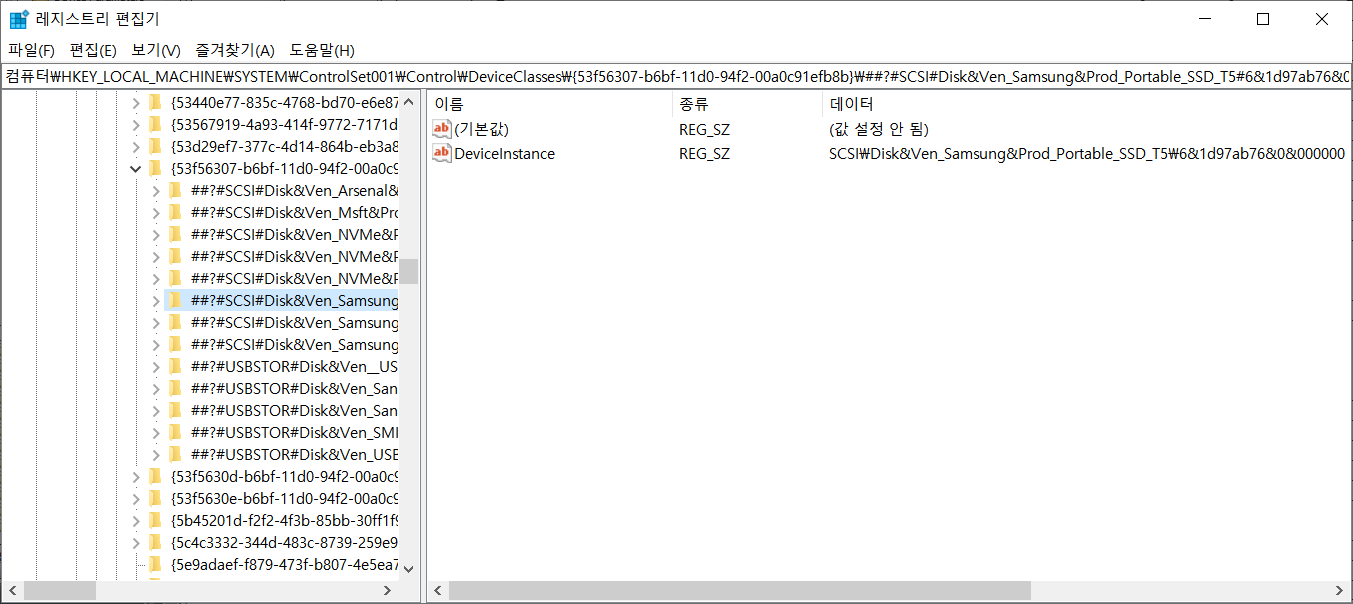 레지스트리 편집기
파일(F) 편집(E) 보기(V) 즐겨찾기(A) 도움말(H)
컴퓨터₩HKEY_LOCAL_MACHINE₩SYSTEM₩ControlSet001₩Control₩DeviceClasses₩{53f56307-b6bf-11d0-94f2-00a0c91efb8b}₩##?#SCSI#Disk&Ven_Samsung&Prod_Portable_SSD_T5#6&1d97ab76&0
{53440e77-835c-4768-bd70-e6e87
{53567919-4a93-414f-9772-7171d
{53d29ef7-377c-4d14-864b-eb3a8
{53f56307-b6bf-11d0-94f2-00a0c9
##?#SCSI#Disk&Ven_Arsenal&
##?#SCSI#Disk&Ven_Msft&Pro
##?#SCSI#Disk&Ven_NVMe&P
##?#SCSI#Disk&Ven_NVMe&P
##?#SCSI#Disk&Ven_NVMe&P
##?#SCSI#Disk&Ven_Samsung
##?#SCSI#Disk&Ven_Samsung
##?#SCSI#Disk&Ven_Samsung
##?#USBSTOR#Disk&Ven__US
##?#USBSTOR#Disk&Ven_San
##?#USBSTOR#Disk&Ven_San
##?#USBSTOR#Disk&Ven_SMI
##?#USBSTOR#Disk&Ven_USB
{53f5630d-b6bf-11d0-94f2-00a0c9
{53f5630e-b6bf-11d0-94f2-00a0c9
{5b45201d-f2f2-4f3b-85bb-30ff1f9
{5c4c3332-344d-483c-8739-259e9
{5e9adaef-f879-473f-b807-4e5ea7
이름 종류 데이터
(기본값) REG_SZ (값 설정 안 됨)
DeviceInstance REG_SZ SCSI₩Disk&Ven_Samsung&Prod_Portable_SSD_T5₩6&1d97ab76&0&000000